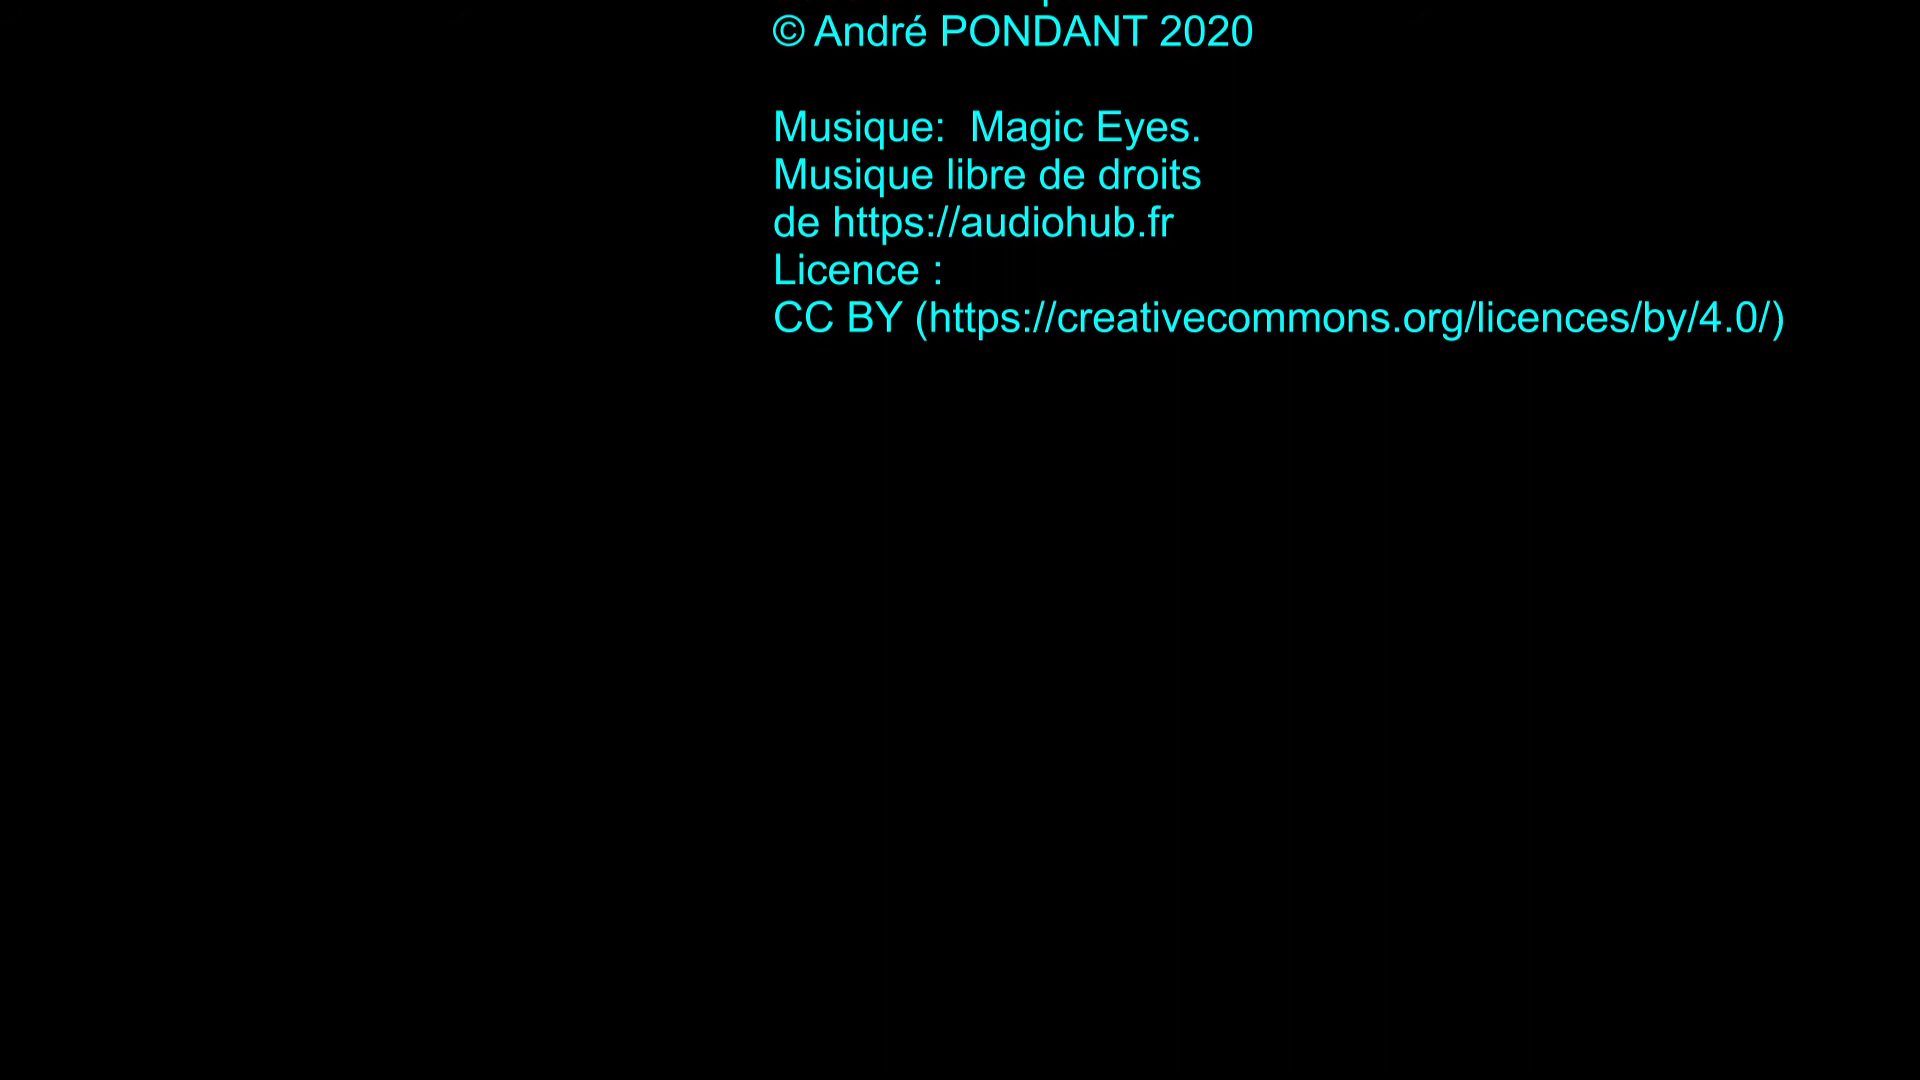 © André PONDANT 2020
Musique:  Magic Eyes.
Musique libre de droits
de https://audiohub.fr
Licence :
CC BY (https://creativecommons.org/licences/by/4.0/)